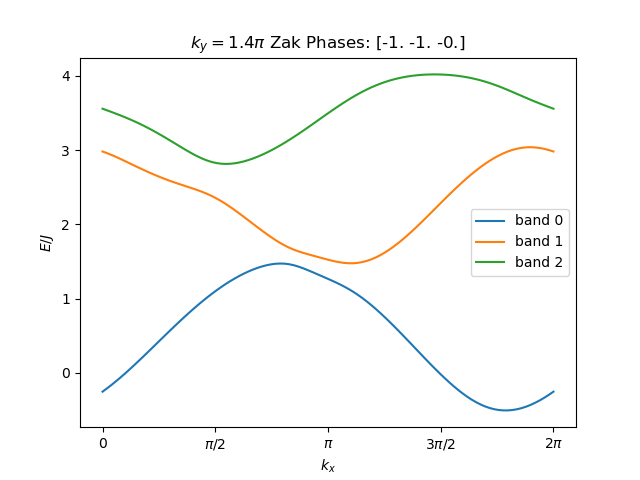 $k_y = 1.4\pi$ Zak Phases: [-1. -1. -0.]
4
3
2
1
0
E/J
band 0
band 1
band 2
0
π/2
π
3π/2
2π
$k_x$